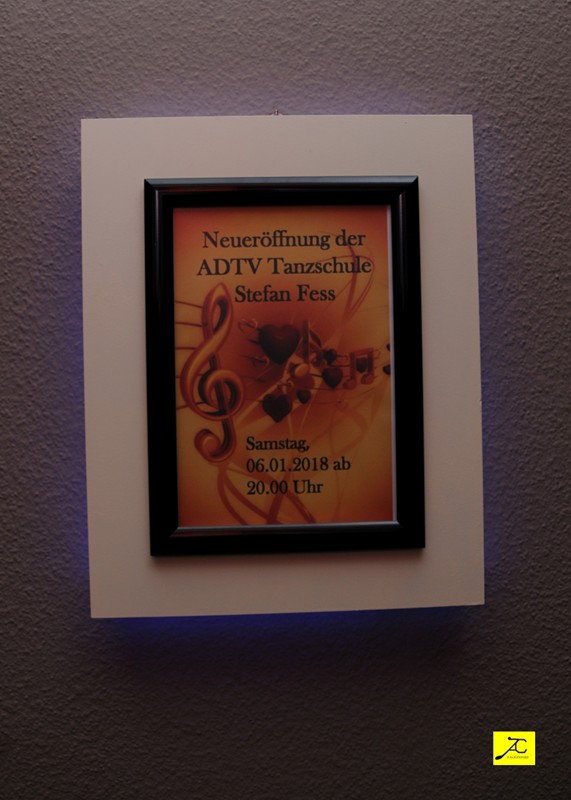 Neueröffnung der
ADTV Tanzschule
Stefan Fess
Samstag,
06.01.2018 ab
20.00 Uhr